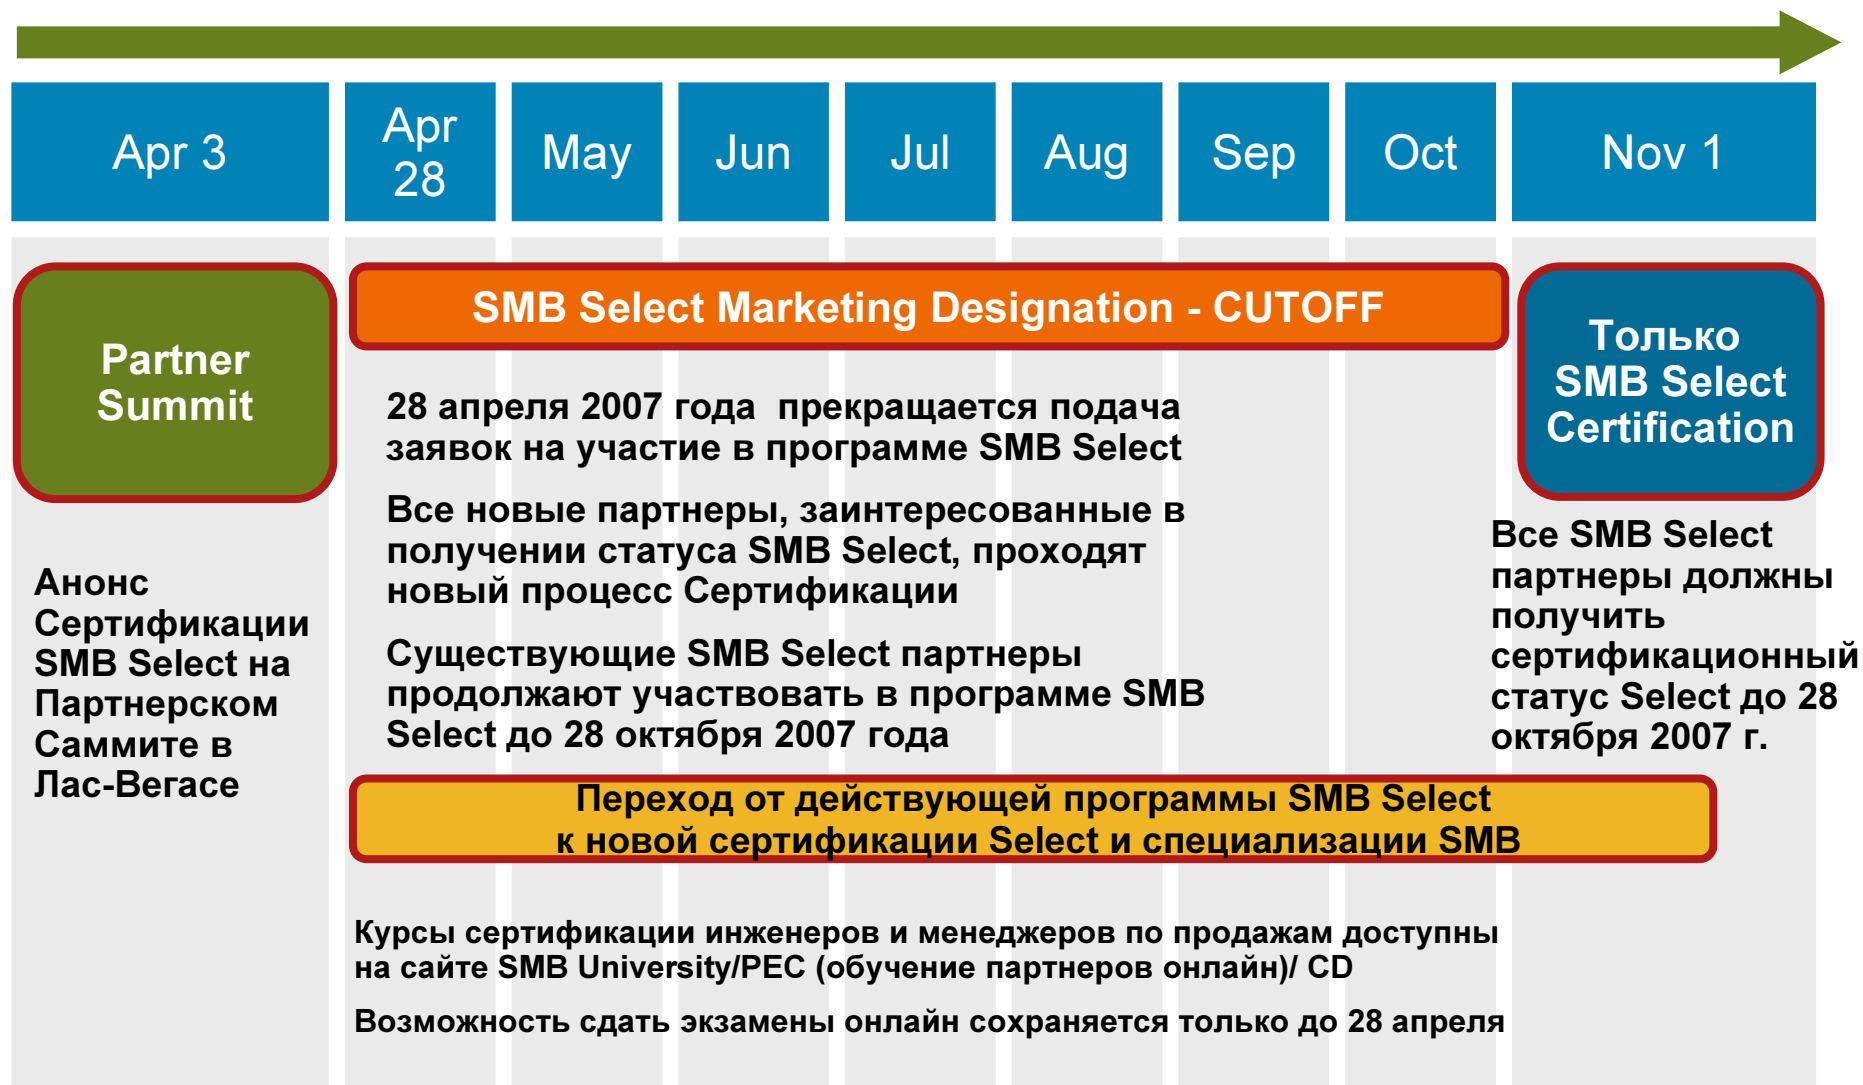 Apr 3
Apr
28
May
Jun
Jul
Aug
Sep
Oct
Nov 1
Partner
Summit
SMB Select Marketing Designation - CUTOFF
Только
SMB Select
Certification
28 апреля 2007 года прекращается подача
заявок на участие в программе SMB Select
Все новые партнеры, заинтересованные в
получении статуса SMB Select, проходят
новый процесс Сертификации
Существующие SMB Select партнеры
продолжают участвовать в программе SMB
Select до 28 октября 2007 года
Анонс
Сертификации
SMB Select на
Партнерском
Саммите в
Лас-Вегасе
Все SMB Select
партнеры должны
получить
сертификационный
статус Select до 28
октября 2007 г.
Переход от действующей программы SMB Select
к новой сертификации Select и специализации SMB
Курсы сертификации инженеров и менеджеров по продажам доступны
на сайте SMB University/PEC (обучение партнеров онлайн)/ CD
Возможность сдать экзамены онлайн сохраняется только до 28 апреля